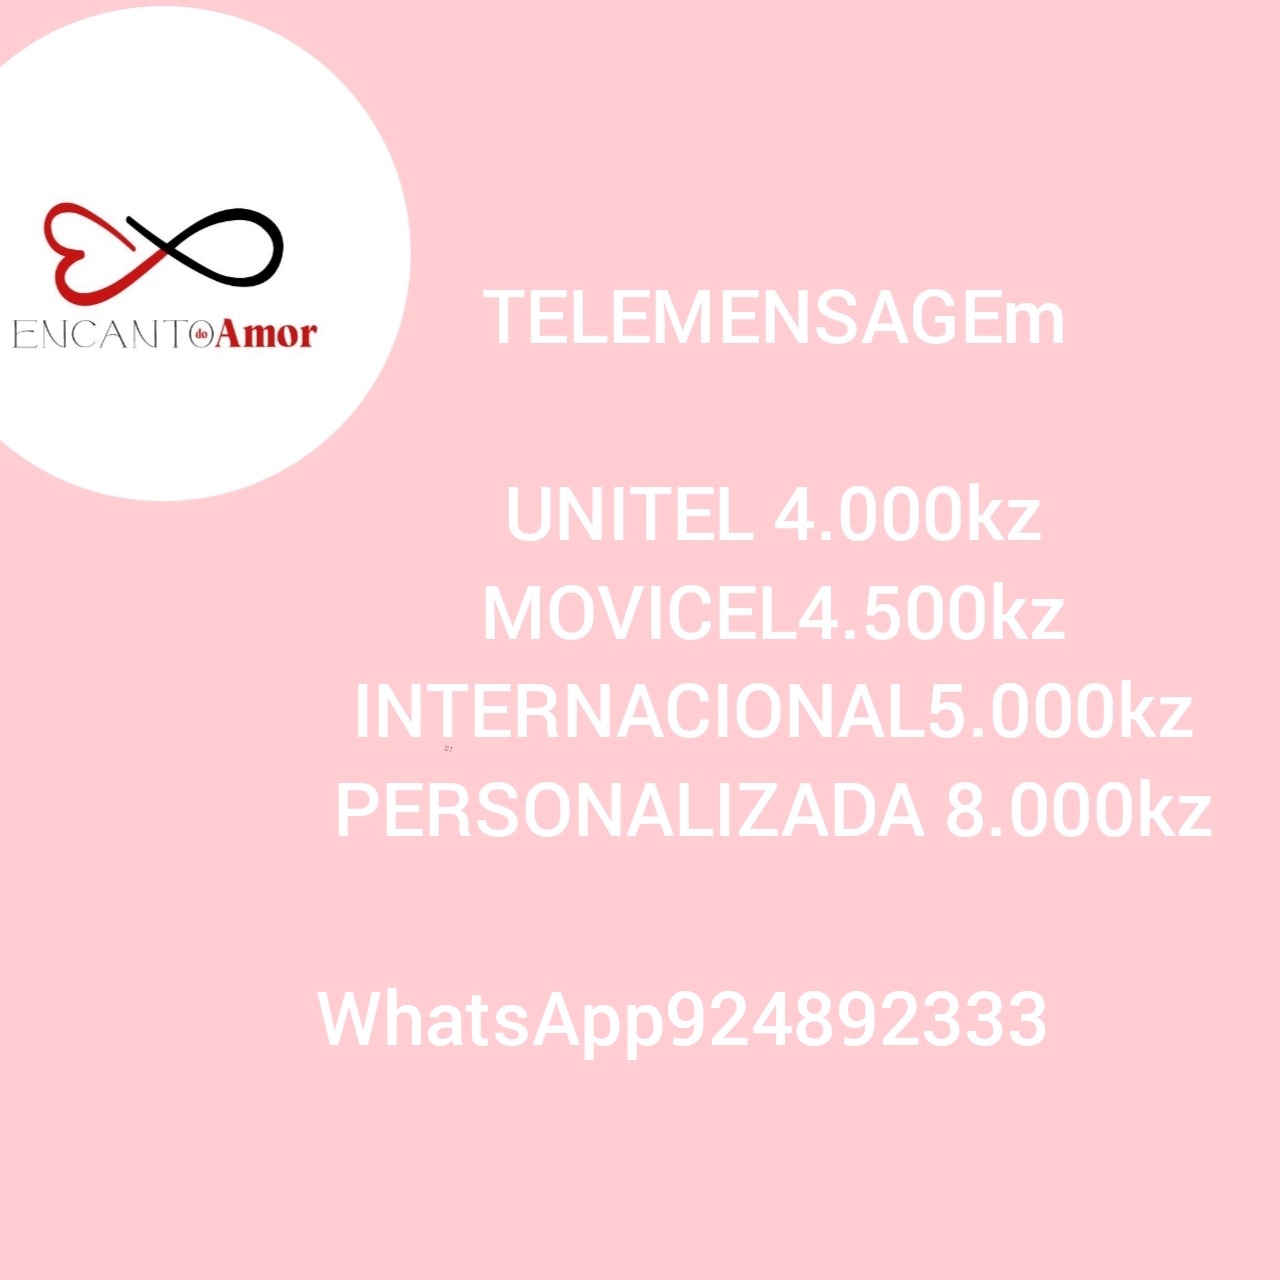 ENCANTO do Amor
TELEMENSAGEm
UNITEL 4.000kz
MOVICEL4.500kz
INTERNACIONAL5.000kz
PERSONALIZADA 8.000kz
WhatsApp924892333